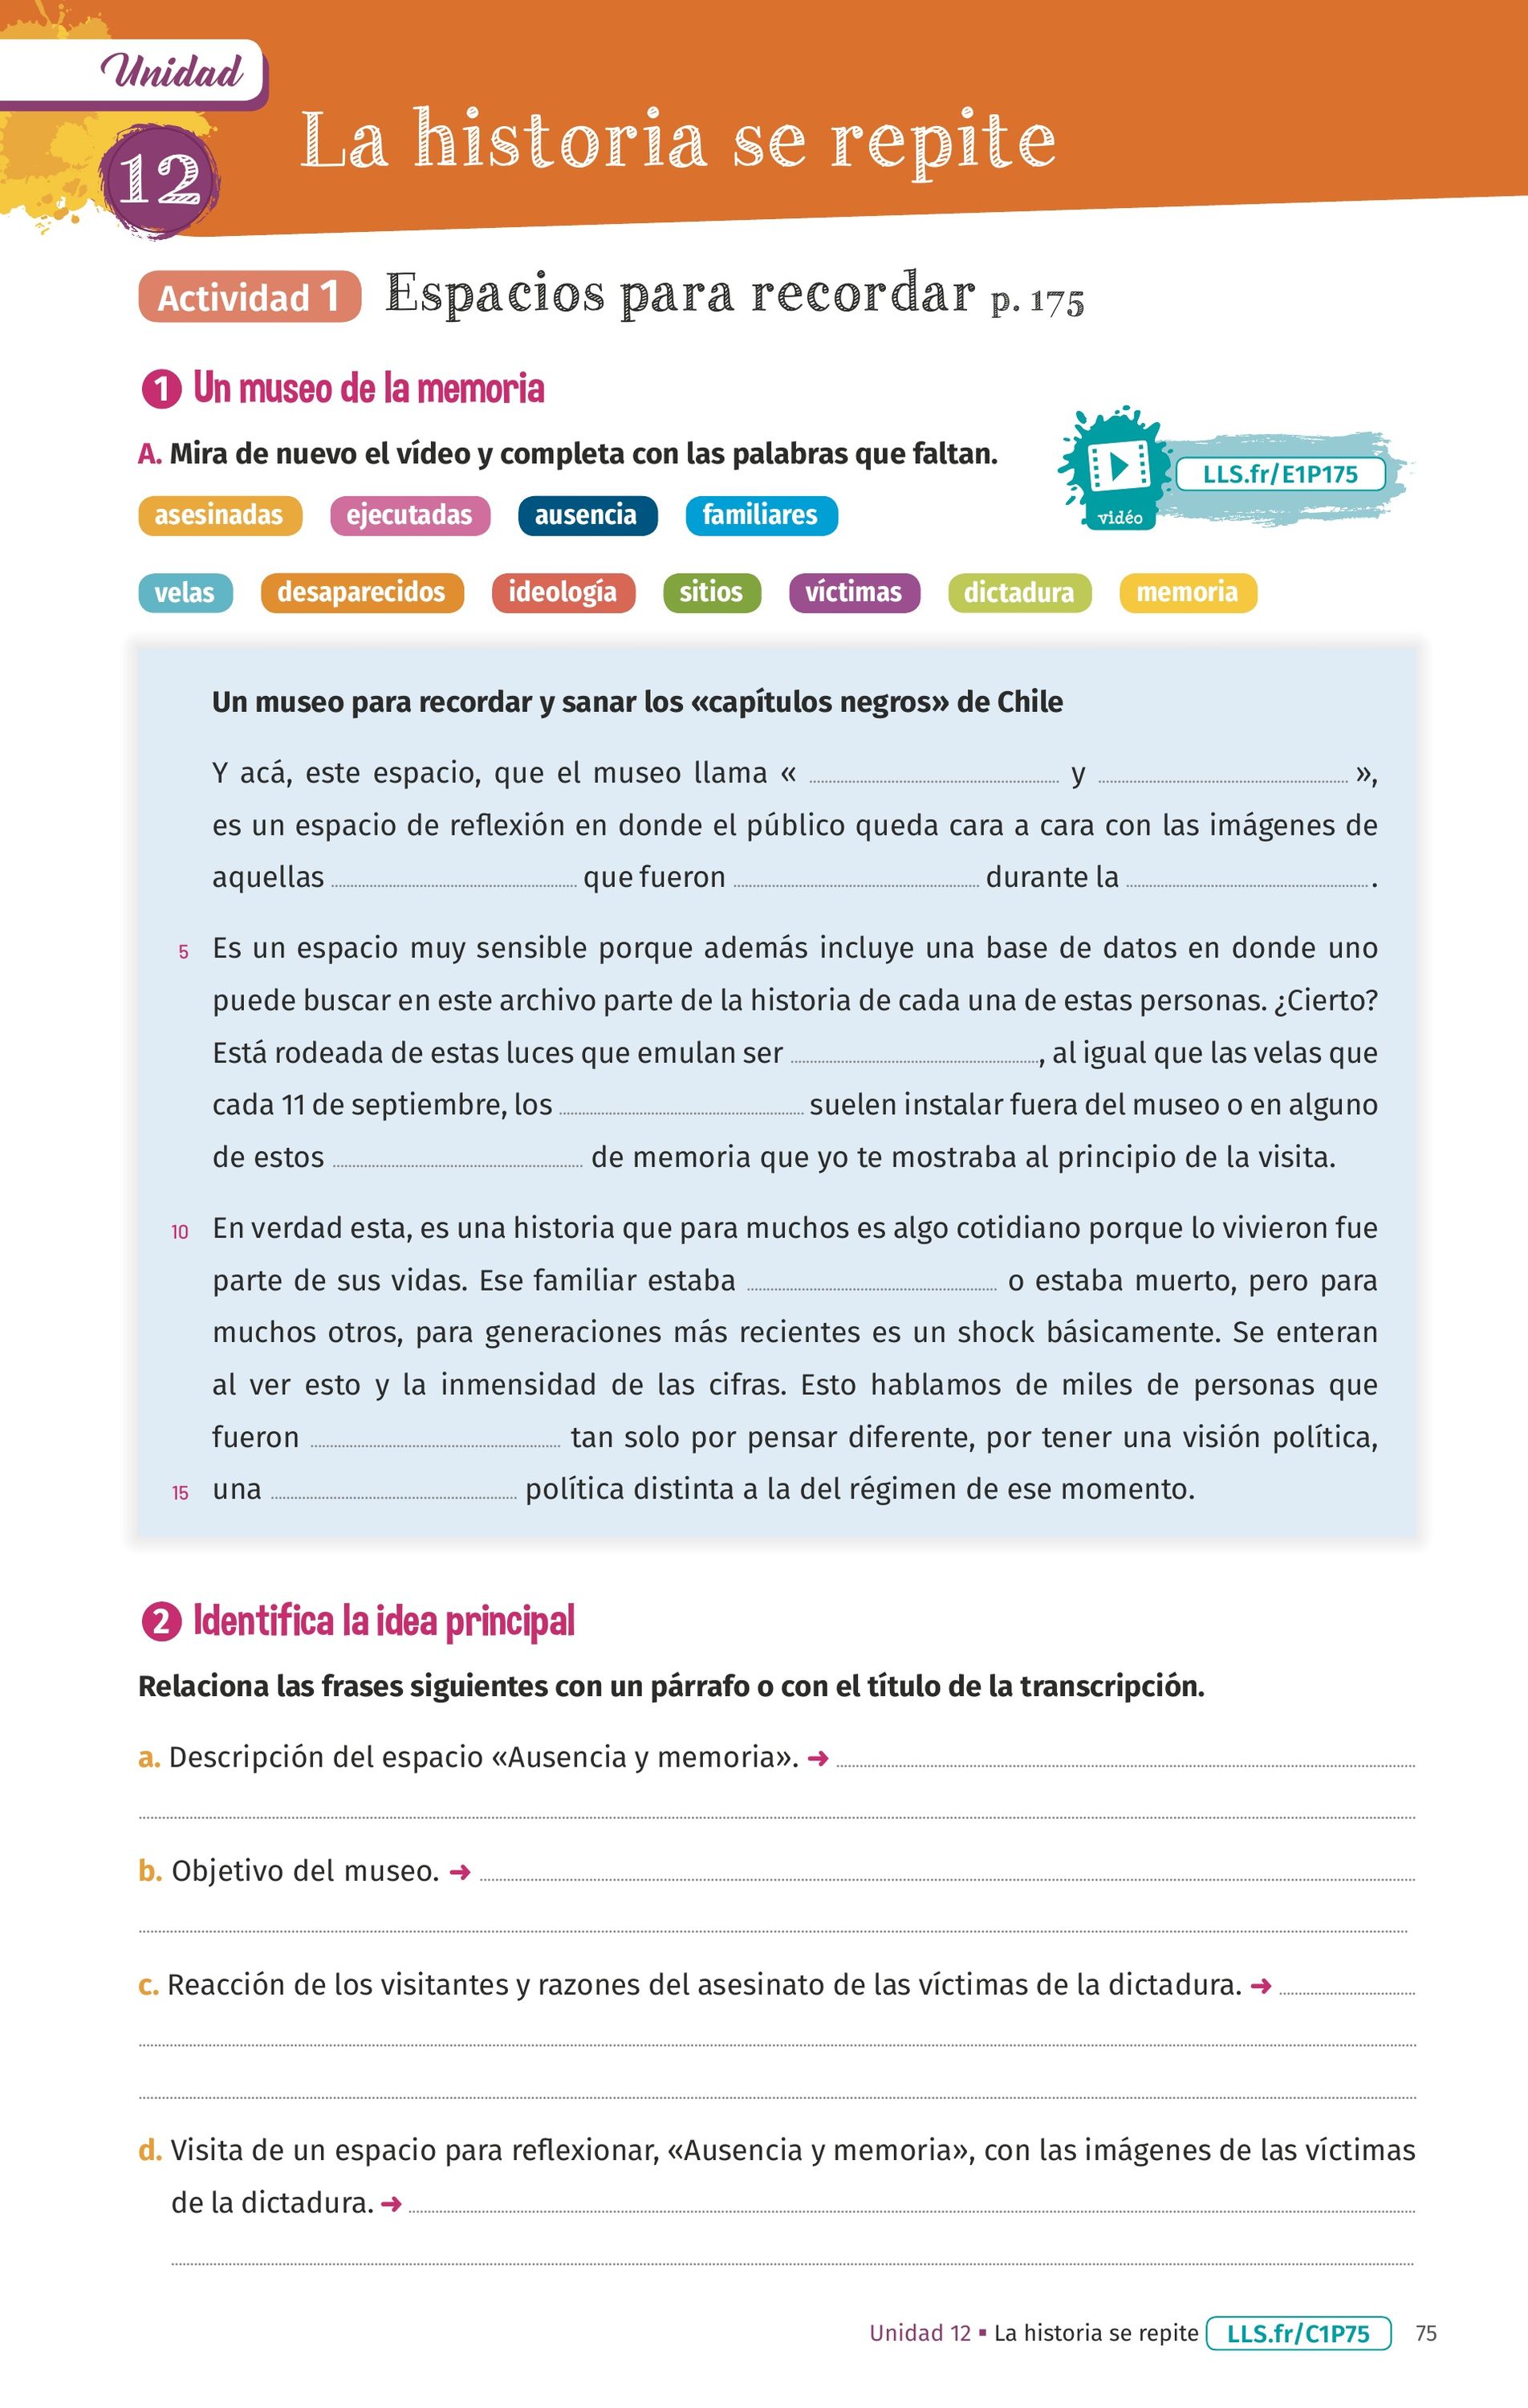 Unidad
12
La historia se repite
Actividad 1 Espacios para recordar p. 175
1 Un museo de la memoria
A. Mira de nuevo el vídeo y completa con las palabras que faltan.
vidéo
LLS.fr/E1P175
asesinadas ejecutadas ausencia familiares
velas desaparecidos ideología sitios víctimas dictadura memoria
Un museo para recordar y sanar los «capítulos negros» de Chile
Y acá, este espacio, que el museo llama « ........ y ........ »,
es un espacio de reflexión en donde el público queda cara a cara con las imágenes de
aquellas ........ que fueron ........ durante la ........ .
5 Es un espacio muy sensible porque además incluye una base de datos en donde uno
puede buscar en este archivo parte de la historia de cada una de estas personas. ¿Cierto?
Está rodeada de estas luces que emulan ser ........, al igual que las velas que
cada 11 de septiembre, los ........ suelen instalar fuera del museo o en alguno
de estos ........ de memoria que yo te mostraba al principio de la visita.
10 En verdad esta, es una historia que para muchos es algo cotidiano porque lo vivieron fue
parte de sus vidas. Ese familiar estaba ........ o estaba muerto, pero para
muchos otros, para generaciones más recientes es un shock básicamente. Se enteran
al ver esto y la inmensidad de las cifras. Esto hablamos de miles de personas que
fueron ........ tan solo por pensar diferente, por tener una visión política,
15 una ........ política distinta a la del régimen de ese momento.
2 Identifica la idea principal
Relaciona las frases siguientes con un párrafo o con el título de la transcripción.
a. Descripción del espacio «Ausencia y memoria». ➜ ........
b. Objetivo del museo. ➜ ........
c. Reacción de los visitantes y razones del asesinato de las víctimas de la dictadura. ➜ ........
d. Visita de un espacio para reflexionar, «Ausencia y memoria», con las imágenes de las víctimas
de la dictadura. ➜ ........
Unidad 12 ▪ La historia se repite LLS.fr/C1P75 75